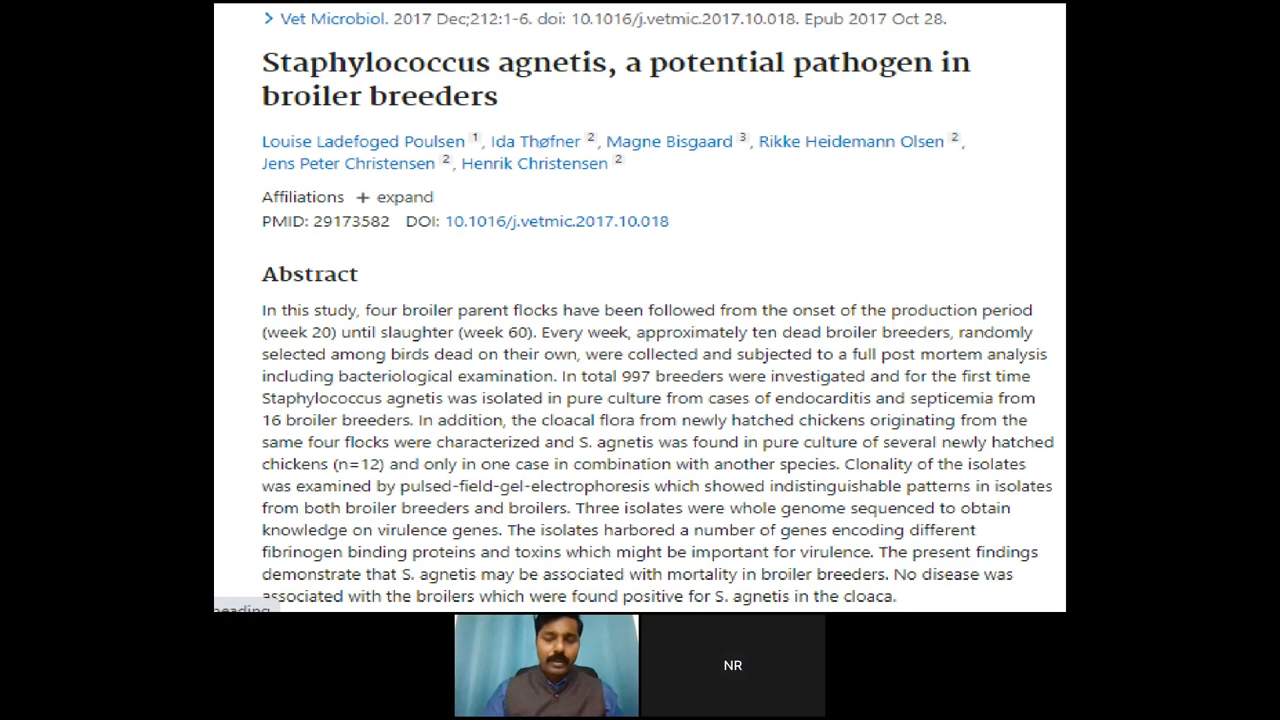 > Vet Microbiol. 2017 Dec;212:1-6. doi: 10.1016/j.vetmic.2017.10.018. Epub 2017 Oct 28.
Staphylococcus agnetis, a potential pathogen in
broiler breeders
Louise Ladefoged Poulsen 1, Ida Thøfner 2, Magne Bisgaard 3, Rikke Heidemann Olsen 2,
Jens Peter Christensen 2, Henrik Christensen 2
Affiliations + expand
PMID: 29173582 DOI: 10.1016/j.vetmic.2017.10.018
Abstract
In this study, four broiler parent flocks have been followed from the onset of the production period
(week 20) until slaughter (week 60). Every week, approximately ten dead broiler breeders, randomly
selected among birds dead on their own, were collected and subjected to a full post mortem analysis
including bacteriological examination. In total 997 breeders were investigated and for the first time
Staphylococcus agnetis was isolated in pure culture from cases of endocarditis and septicemia from
16 broiler breeders. In addition, the cloacal flora from newly hatched chickens originating from the
same four flocks were characterized and S. agnetis was found in pure culture of several newly hatched
chickens (n=12) and only in one case in combination with another species. Clonality of the isolates
was examined by pulsed-field-gel-electrophoresis which showed indistinguishable patterns in isolates
from both broiler breeders and broilers. Three isolates were whole genome sequenced to obtain
knowledge on virulence genes. The isolates harbored a number of genes encoding different
fibrinogen binding proteins and toxins which might be important for virulence. The present findings
demonstrate that S. agnetis may be associated with mortality in broiler breeders. No disease was
associated with the broilers which were found positive for S. agnetis in the cloaca.
NR